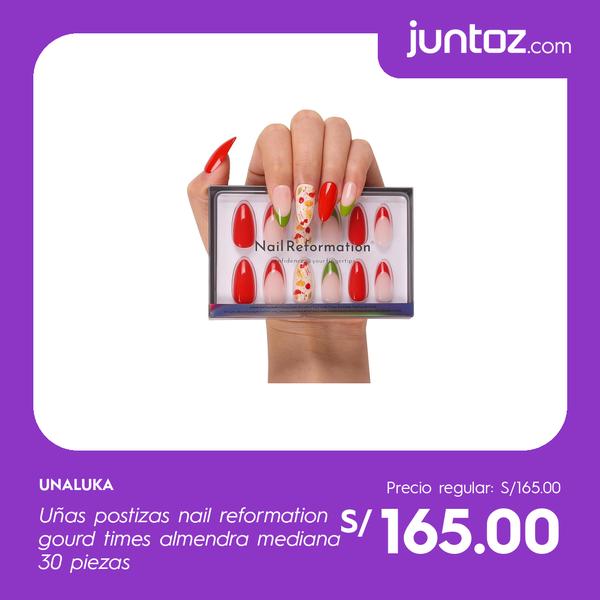 juntoz.com
Nail Reformation
UNALUKA
Uñas postizas nail reformation
gourd times almendra mediana
30 piezas
Precio regular: S/165.00
S/165.00